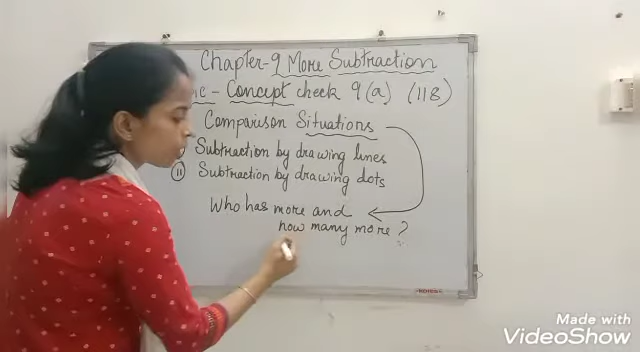 Chapter-9 More Subtraction
ic - Concept check 9(a) (118)
Comparison Situations
Subtraction by drawing lines
(ii) Subtraction by drawing dots
Who has more and
how many more?
Made with
VideoShow